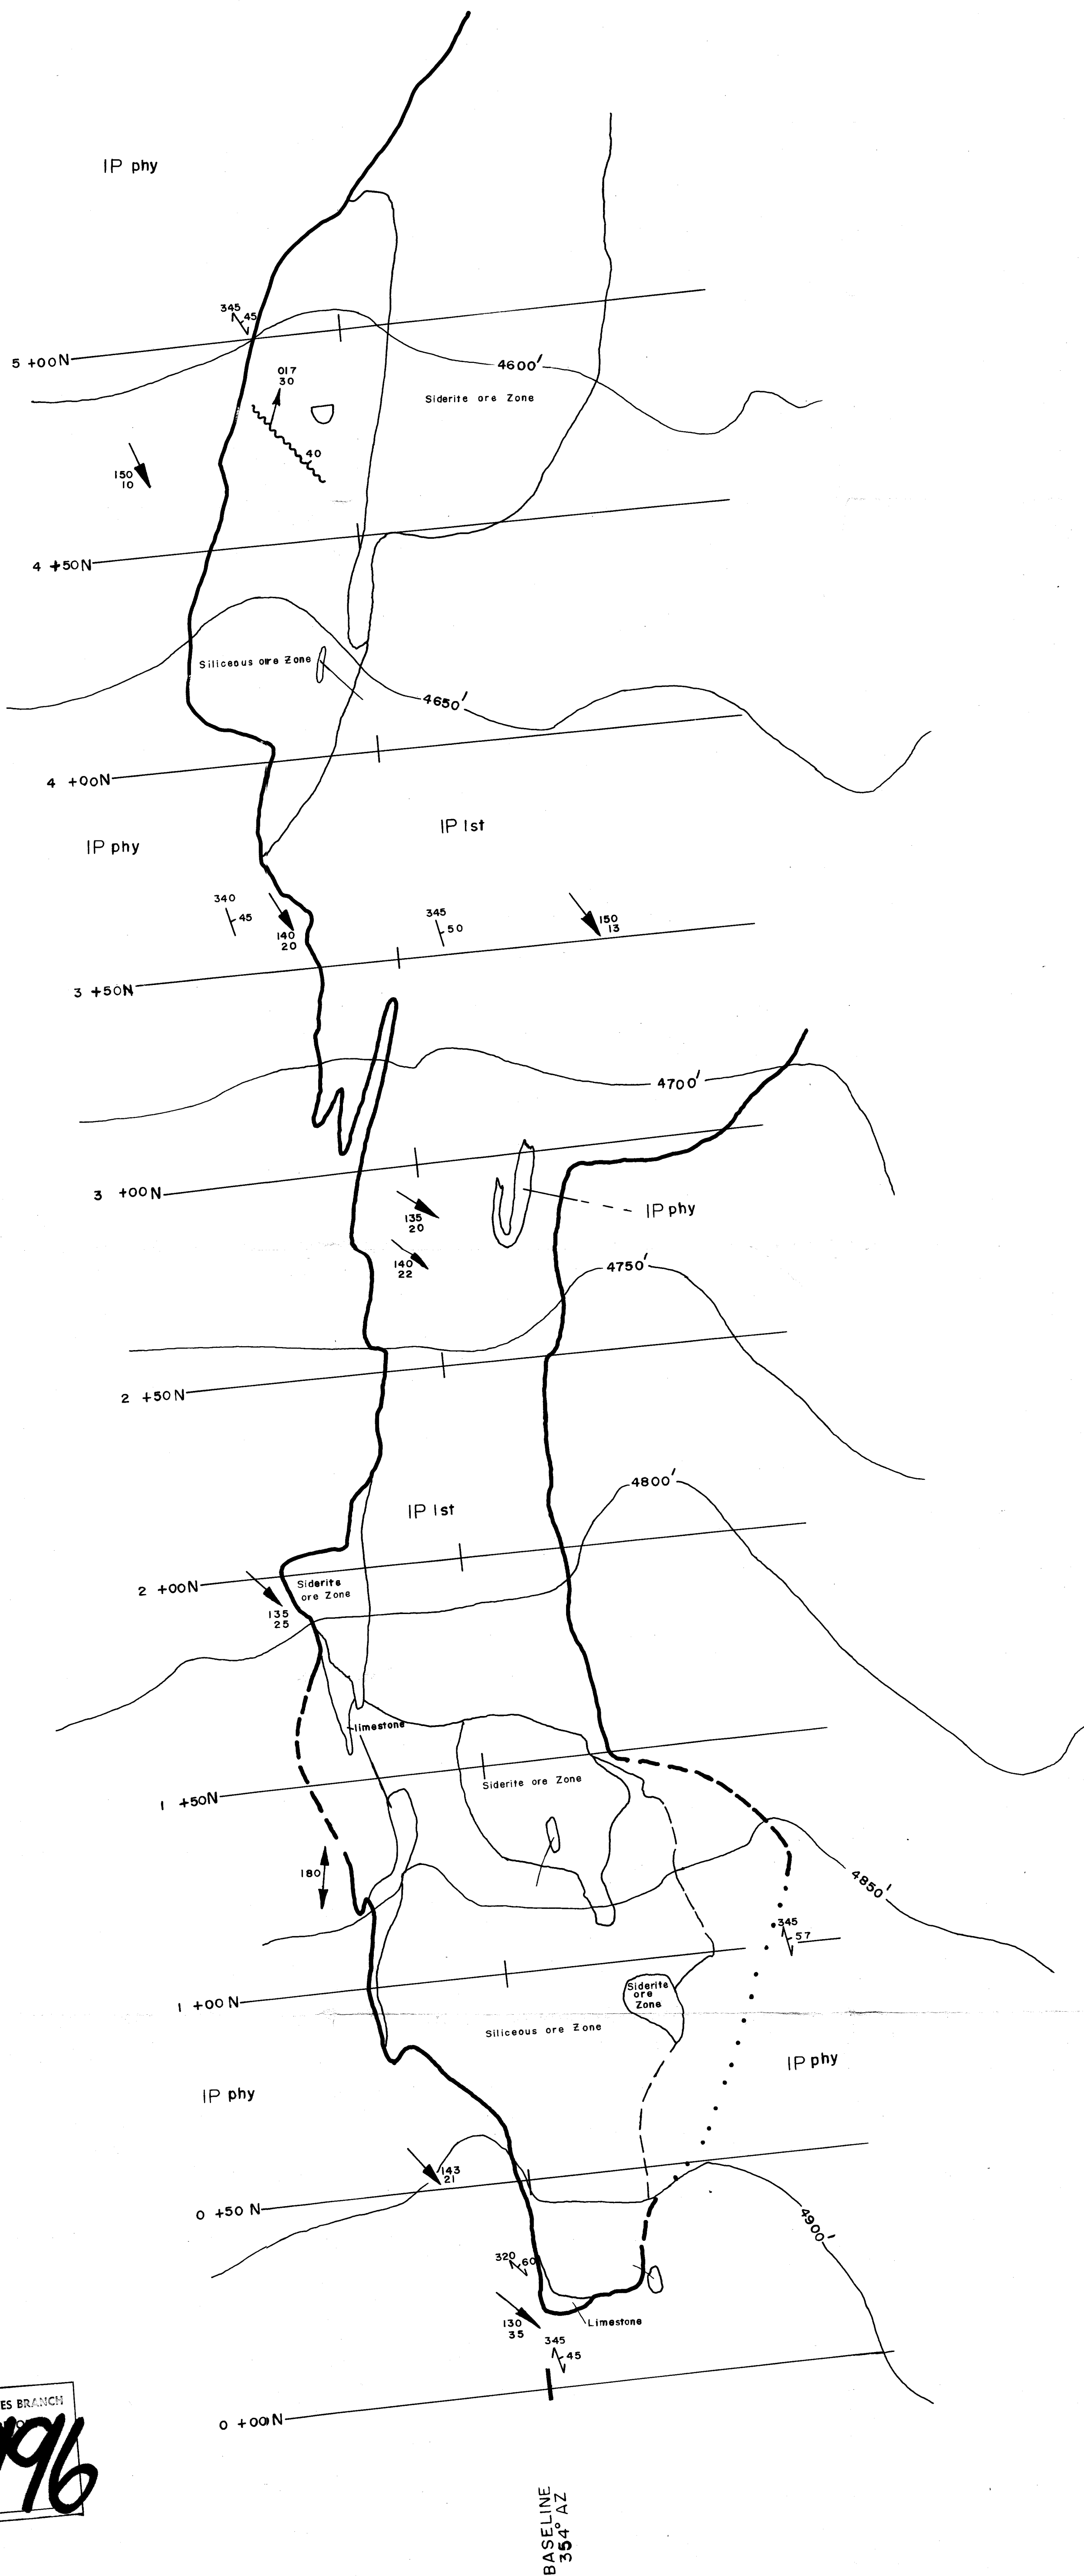 IP phy
345
45
5 +00N
4600'
017
30
Siderite ore Zone
40
150
10
4 +50N
Siliceous ore Zone
4650'
4 +00N
IP lst
IP phy
340
45
140
20
345
50
150
13
3 +50N
4700'
3 +00N
135
20
IP phy
140
22
4750'
2 +50N
4800'
IP lst
2 +00N
Siderite
ore Zone
135
25
limestone
1 +50N
Siderite ore Zone
180
4850'
345
57
1 +00N
Siderite
ore
Zone
Siliceous ore Zone
IP phy
IP phy
143
21
0 +50 N
4900'
320
60
130
35
Limestone
345
45
0 +00N
ES BRANCH
96
BASELINE
354° AZ